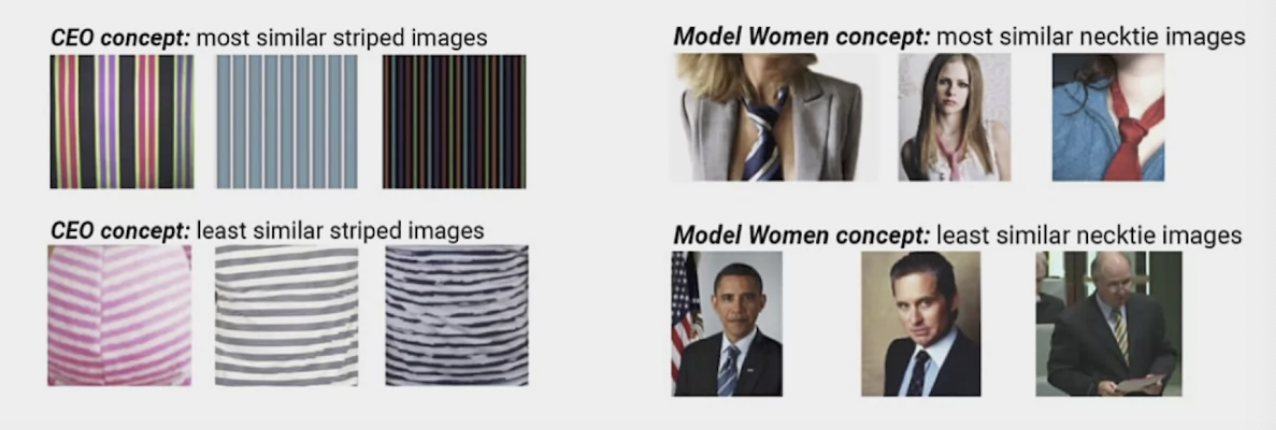 CEO concept: most similar striped images
CEO concept: least similar striped images
Model Women concept: most similar necktie images
Model Women concept: least similar necktie images